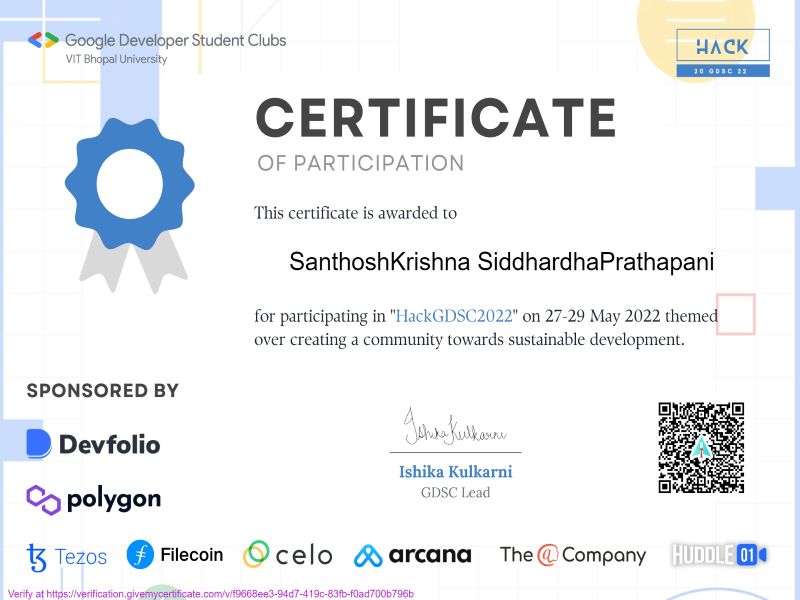 Google Developer Student Clubs
VIT Bhopal University
HACK
20 GDSC 22
CERTIFICATE
OF PARTICIPATION
This certificate is awarded to
SanthoshKrishna SiddhardhaPrathapani
for participating in "HackGDSC2022" on 27-29 May 2022 themed
over creating a community towards sustainable development.
SPONSORED BY
Devfolio
polygon
Ishika Kulkarni
Ishika Kulkarni
GDSC Lead
Tezos
Filecoin
celo
arcana
The @ Company
HUDDLE 01
Verify at https://verification.givemycertificate.com/v/f9668ee3-94d7-419c-83fb-f0ad700b796b